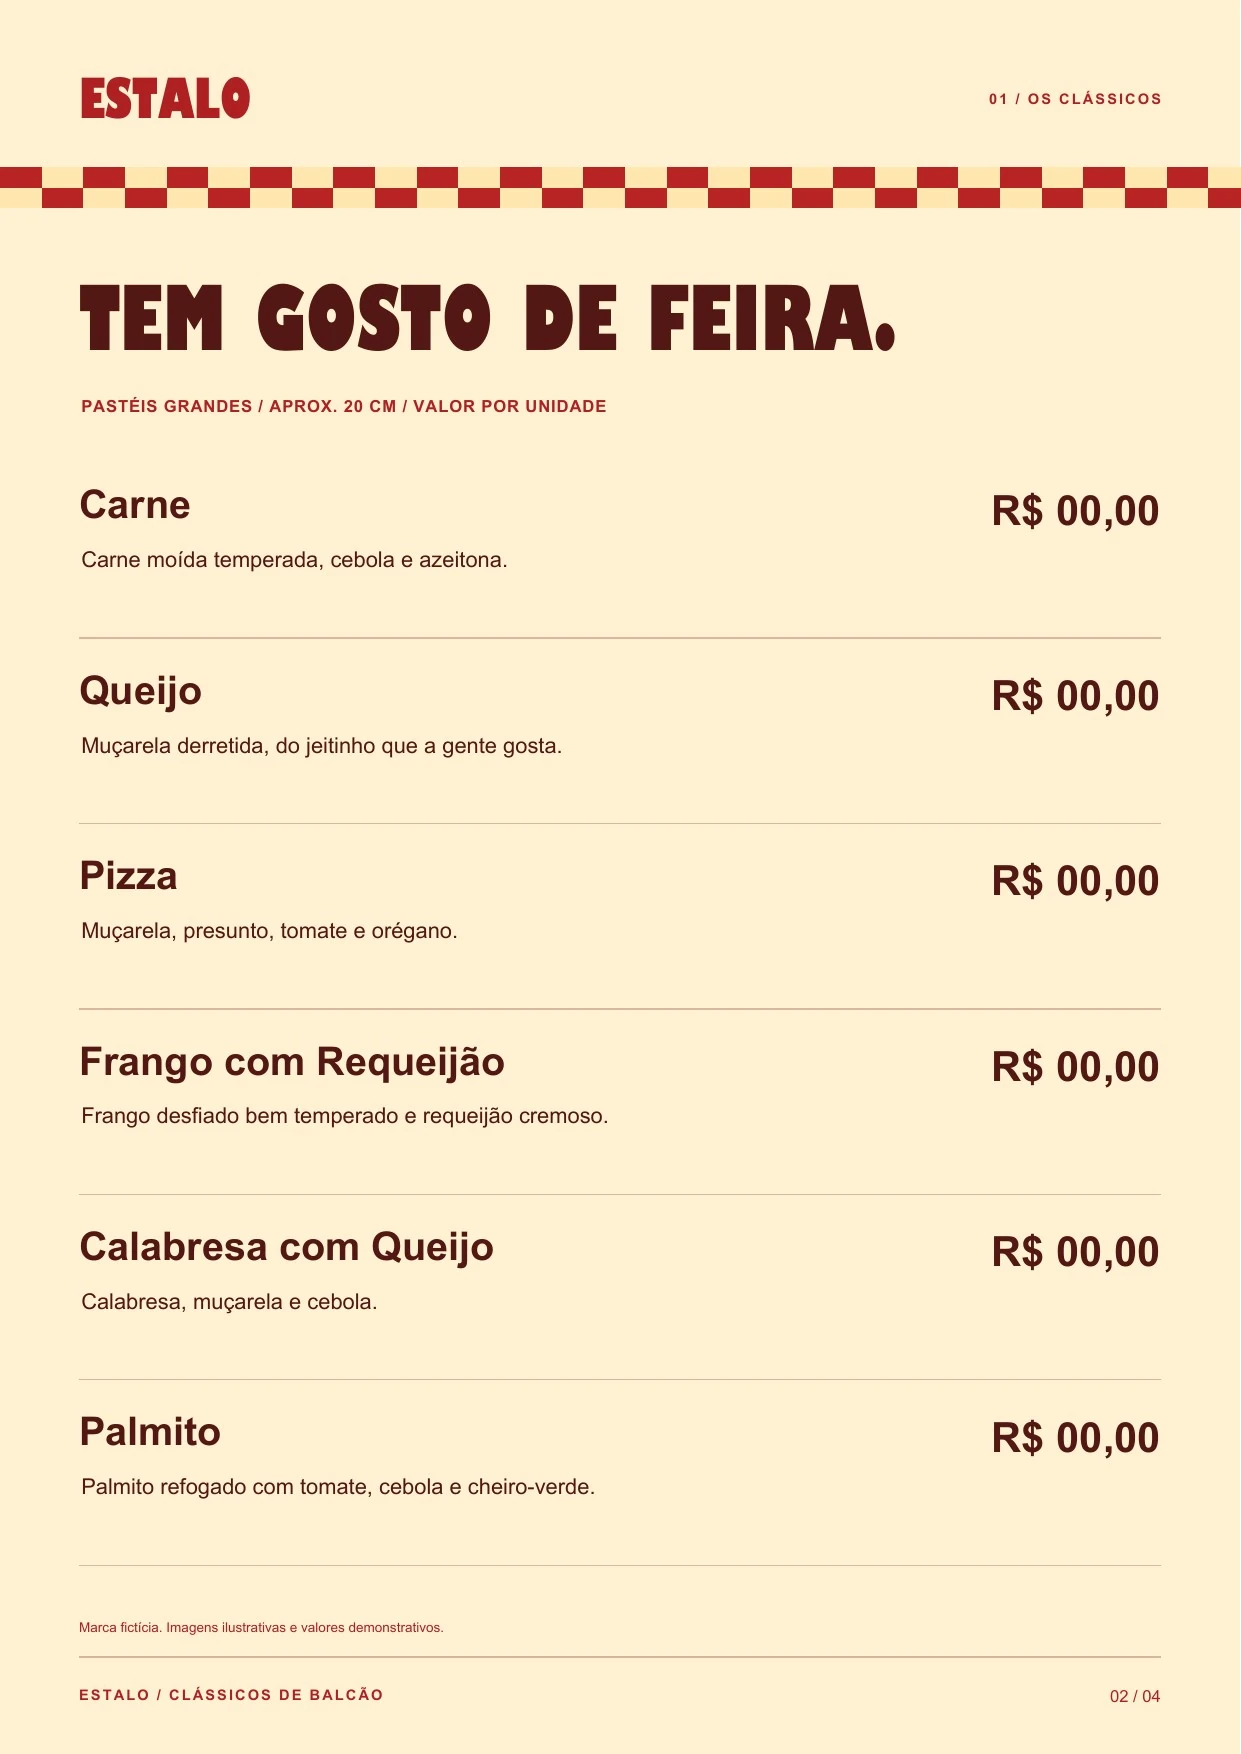 ESTALO
01 / OS CLÁSSICOS
TEM GOSTO DE FEIRA.
PASTÉIS GRANDES / APROX. 20 CM / VALOR POR UNIDADE
Carne
R$ 00,00
Carne moída temperada, cebola e azeitona.
Queijo
R$ 00,00
Muçarela derretida, do jeitinho que a gente gosta.
Pizza
R$ 00,00
Muçarela, presunto, tomate e orégano.
Frango com Requeijão
R$ 00,00
Frango desfiado bem temperado e requeijão cremoso.
Calabresa com Queijo
R$ 00,00
Calabresa, muçarela e cebola.
Palmito
R$ 00,00
Palmito refogado com tomate, cebola e cheiro-verde.
Marca fictícia. Imagens ilustrativas e valores demonstrativos.
ESTALO / CLÁSSICOS DE BALCÃO
02 / 04